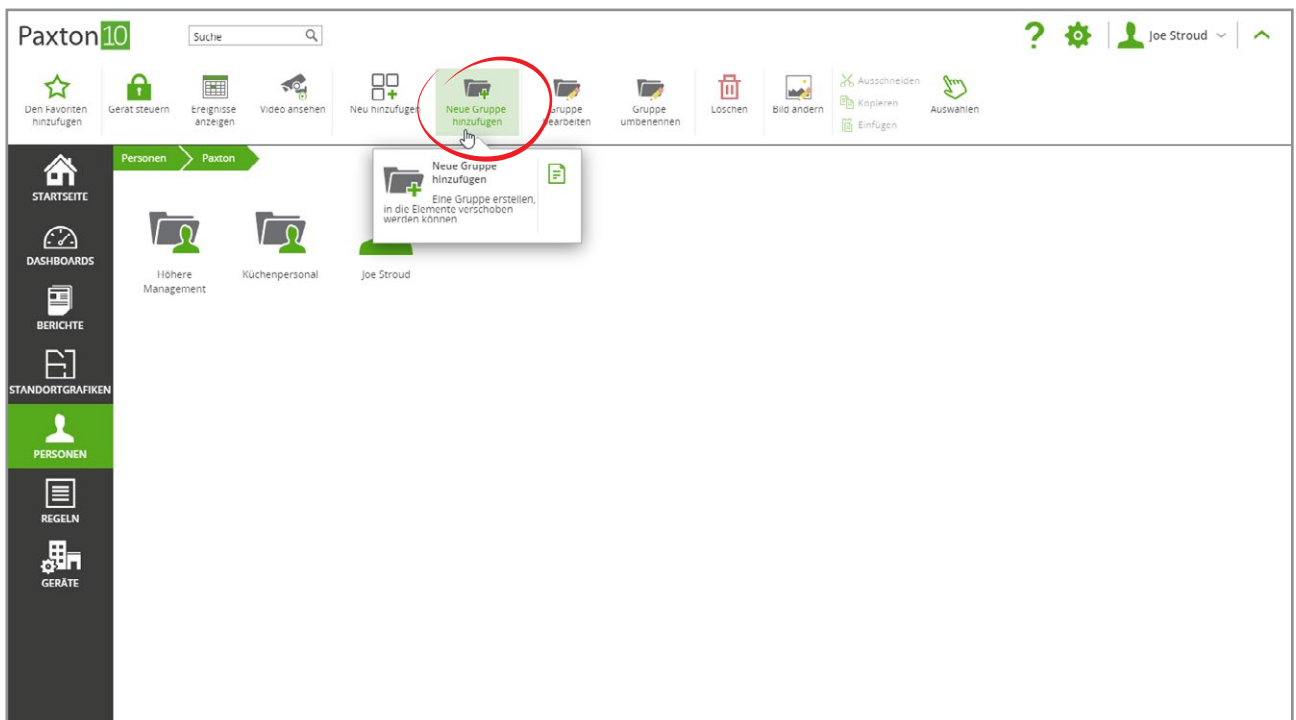 Paxton10
Suche
Joe Stroud
Den Favoriten
hinzufügen
Gerät steuern
Ereignisse
anzeigen
Video ansehen
Neu hinzufügen
Neue Gruppe
hinzufügen
Gruppe
bearbeiten
Gruppe
umbenennen
Löschen
Bild ändern
Ausschneiden
Kopieren
Einfügen
Auswählen
Personen
Paxton
Neue Gruppe
hinzufügen
Eine Gruppe erstellen,
in die Elemente verschoben
werden können.
STARTSEITE
DASHBOARDS
BERICHTE
STANDORTGRAFIKEN
PERSONEN
REGELN
GERÄTE
Höhere
Management
Küchenpersonal
Joe Stroud